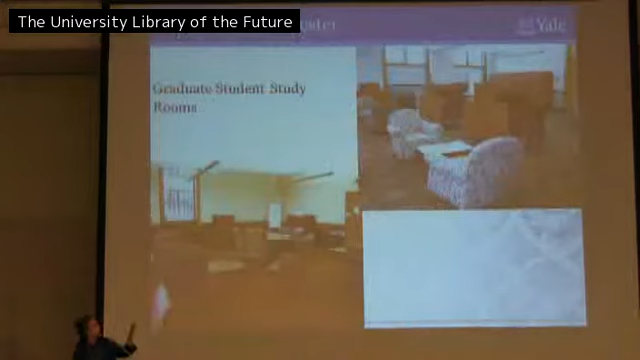 The University Library of the Future
Yale
Graduate Student Study
Rooms